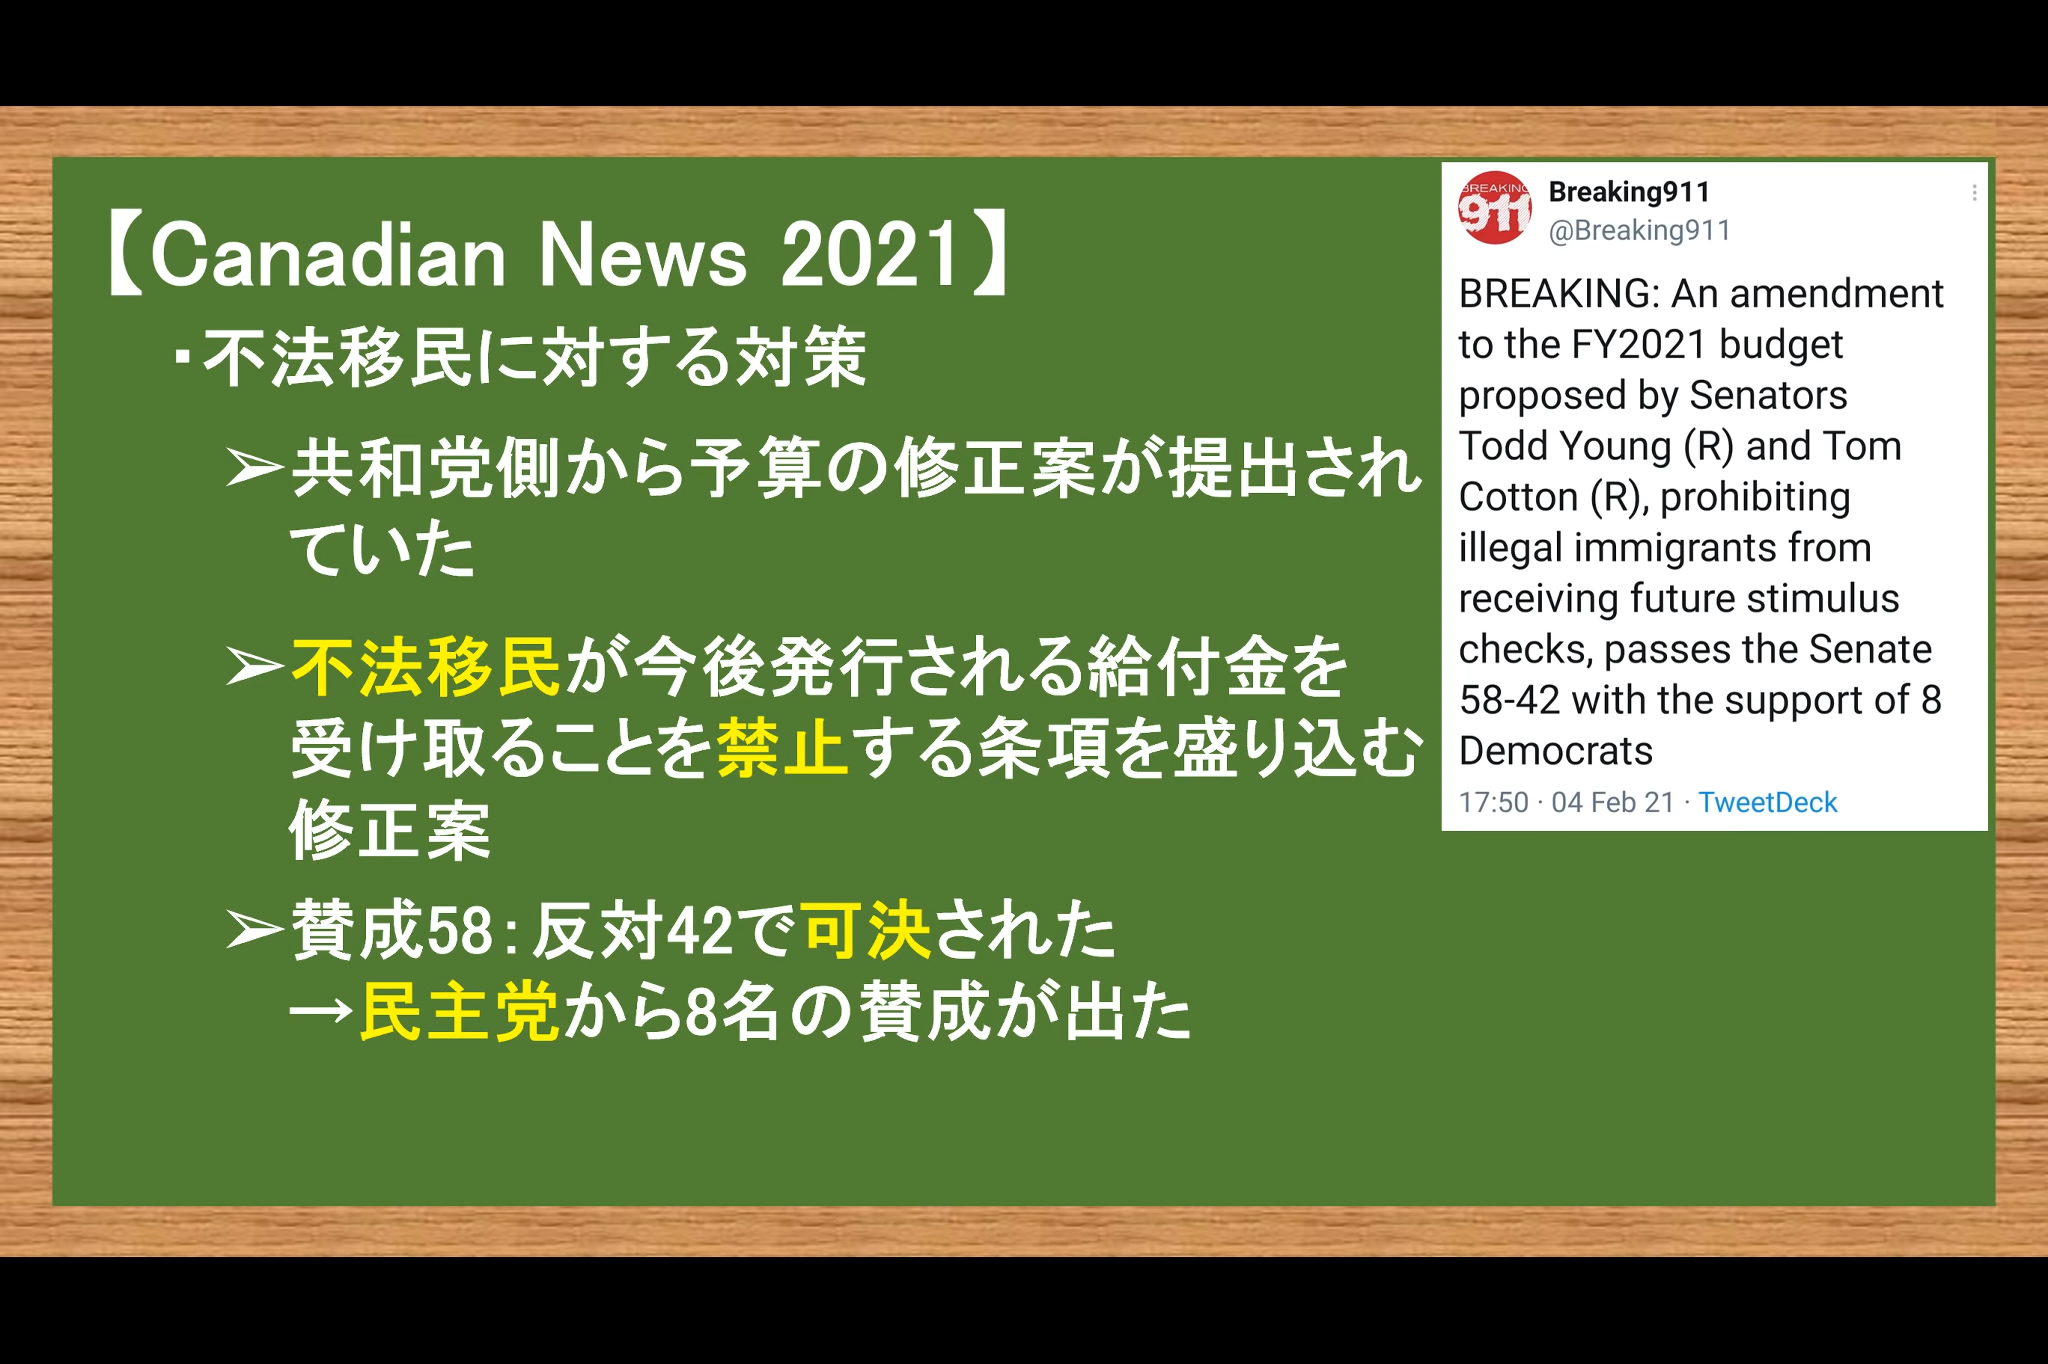 【Canadian News 2021】
・不法移民に対する対策
➢共和党側から予算の修正案が提出され
ていた
➢不法移民が今後発行される給付金を
受け取ることを禁止する条項を盛り込む
修正案
➢賛成58：反対42で可決された
→民主党から8名の賛成が出た
BREAKING
911
Breaking911
@Breaking911
BREAKING: An amendment
to the FY2021 budget
proposed by Senators
Todd Young (R) and Tom
Cotton (R), prohibiting
illegal immigrants from
receiving future stimulus
checks, passes the Senate
58-42 with the support of 8
Democrats
17:50 · 04 Feb 21 · TweetDeck